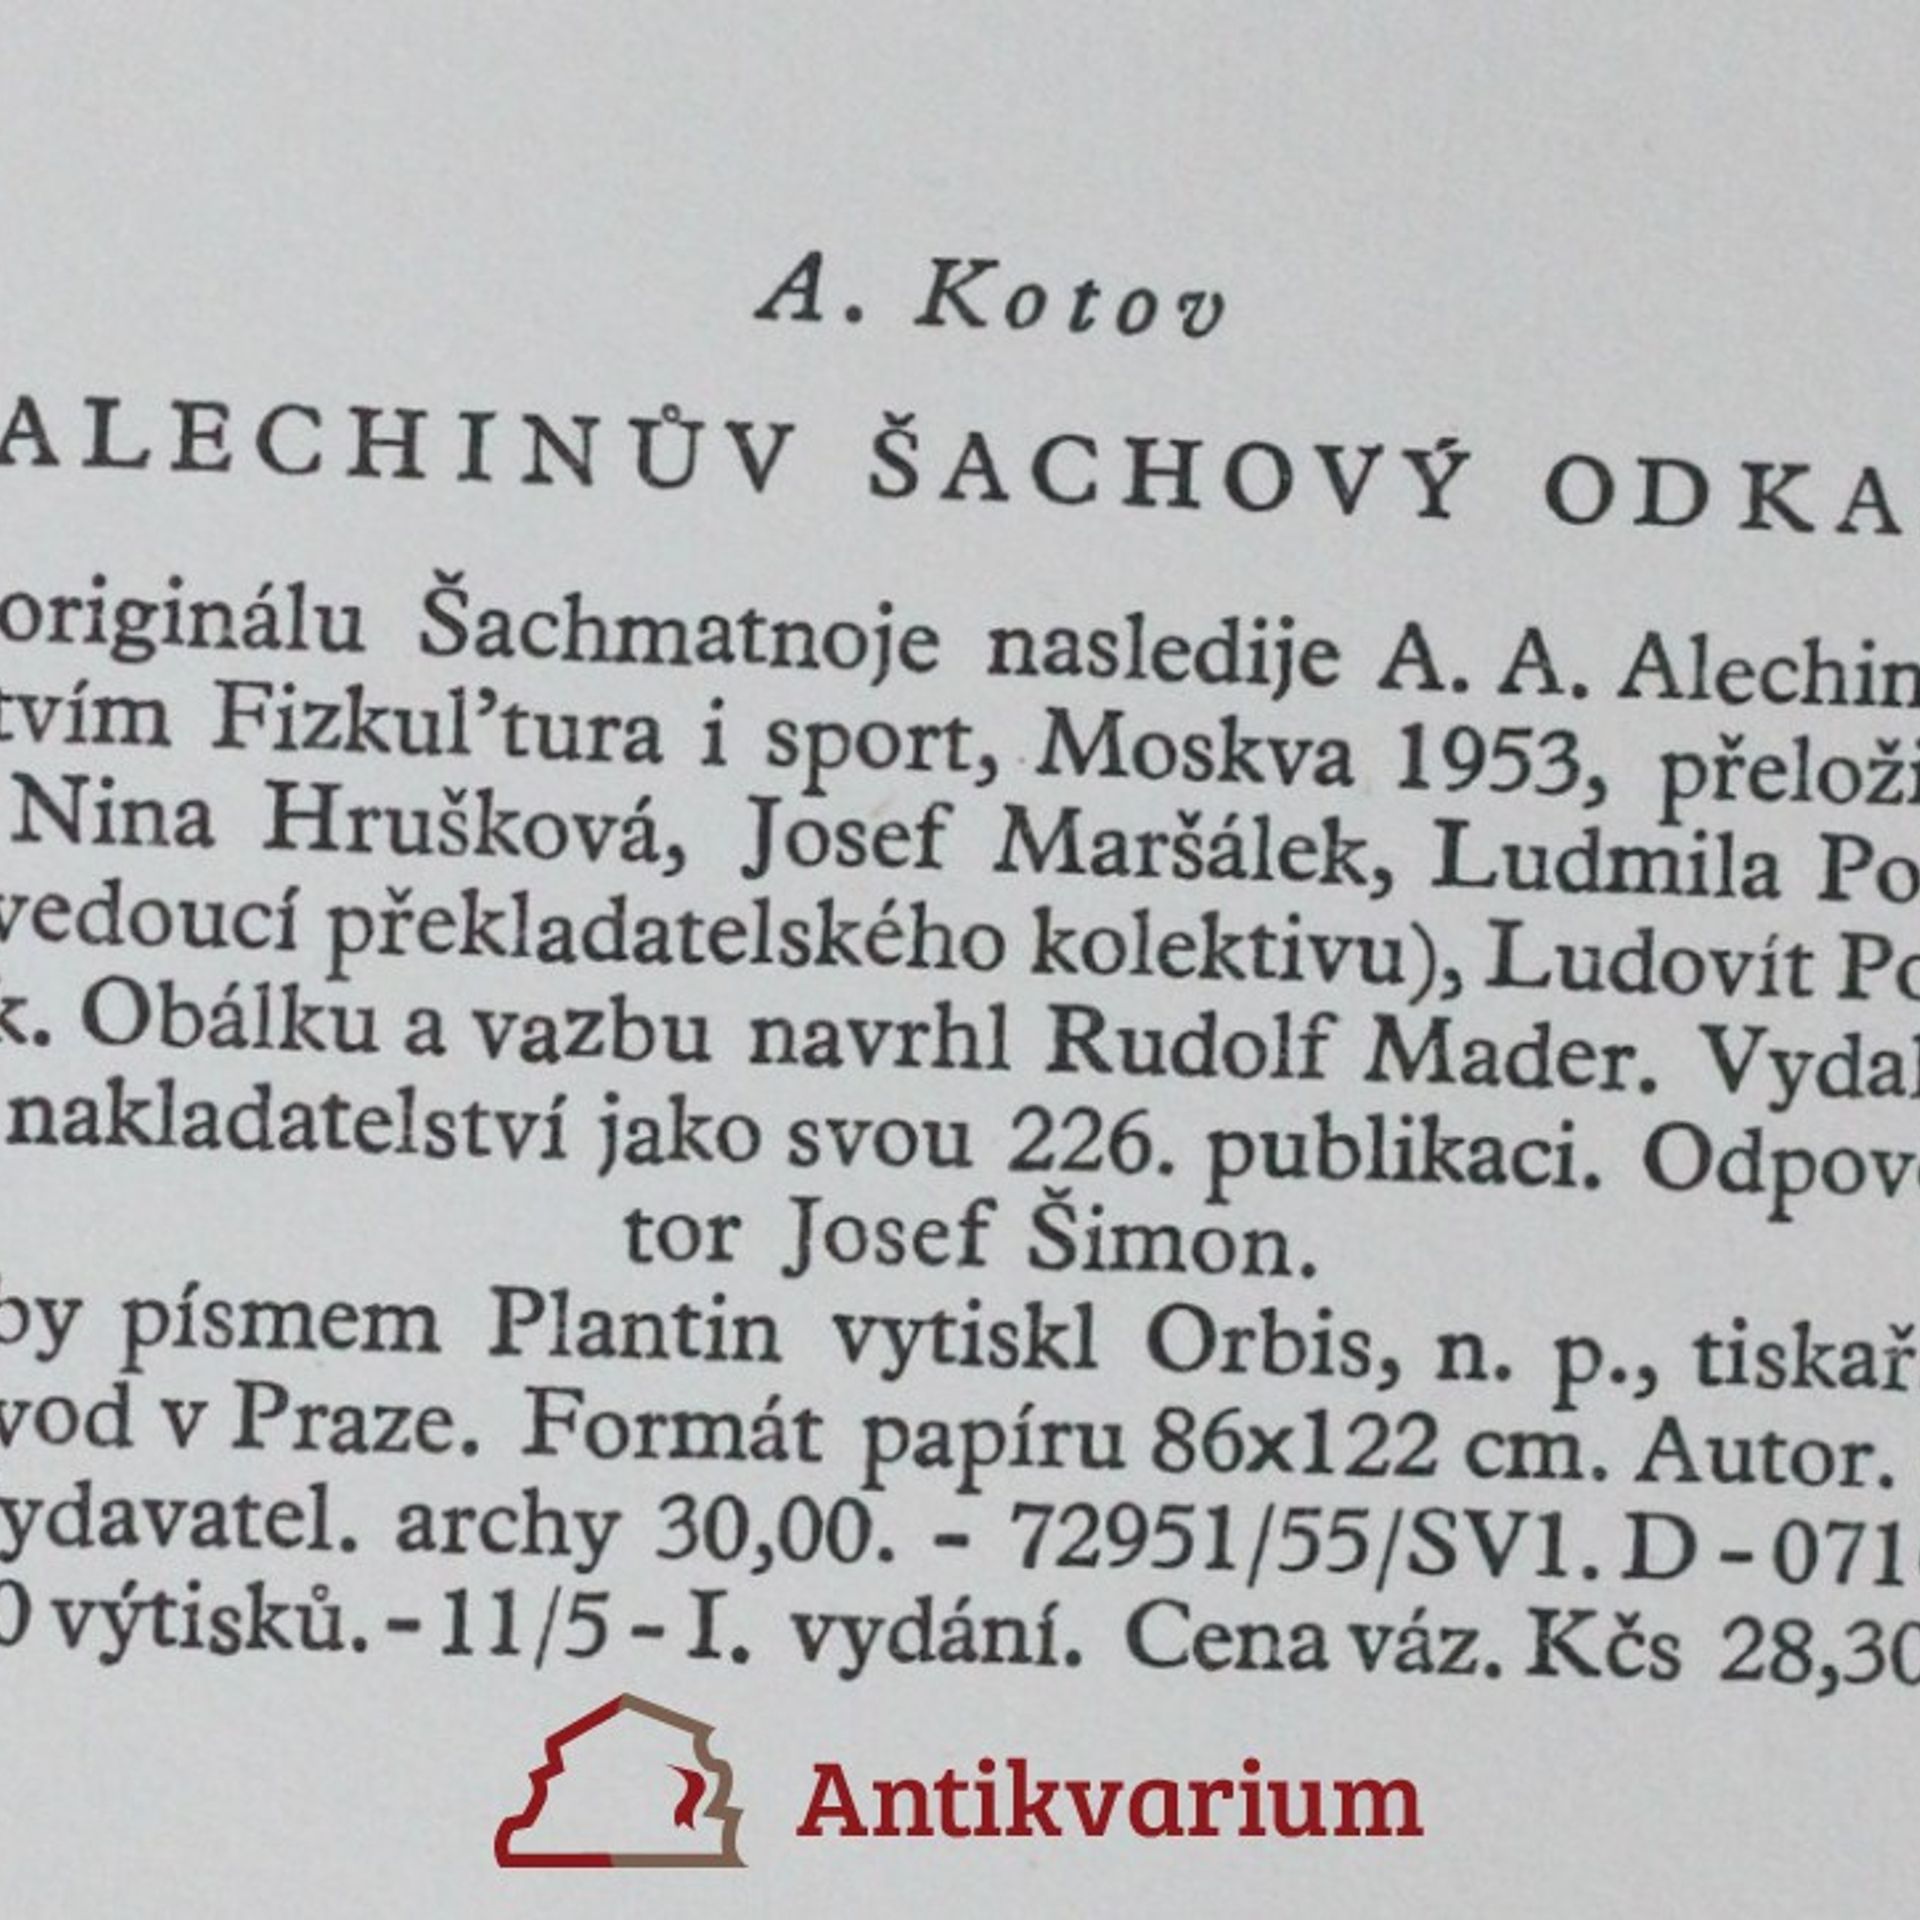 A. Kotov
ALECHINŮV ŠACHOVÝ ODKA
originálu Šachmatnoje nasledije A. A. Alechin
tvím Fizkul’tura i sport, Moskva 1953, přeloži
Nina Hrušková, Josef Maršálek, Ludmila Po
vedoucí překladatelského kolektivu), Ludovít Po
k. Obálku a vazbu navrhl Rudolf Mader. Vydal
nakladatelství jako svou 226. publikaci. Odpov
tor Josef Šimon.
by písmem Plantin vytiskl Orbis, n. p., tiskař
vod v Praze. Formát papíru 86x122 cm. Autor.
ydavatel. archy 30,00. - 72951/55/SV1. D - 071
0 výtisků. - 11/5 - I. vydání. Cena váz. Kčs 28,30
Antikvarium